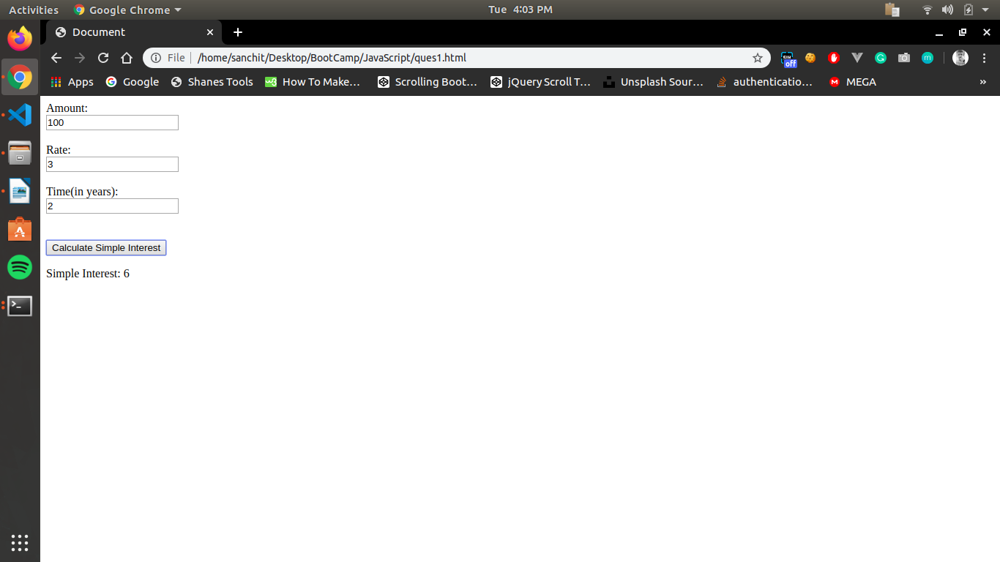 Activities Google Chrome Tue 4:03 PM
Document
File /home/sanchit/Desktop/BootCamp/JavaScript/ques1.html
off
Apps Google Shanes Tools How To Make… Scrolling Boot… jQuery Scroll T… Unsplash Sour… authenticatio… MEGA »
Amount:
100
Rate:
3
Time(in years):
2
Calculate Simple Interest
Simple Interest: 6